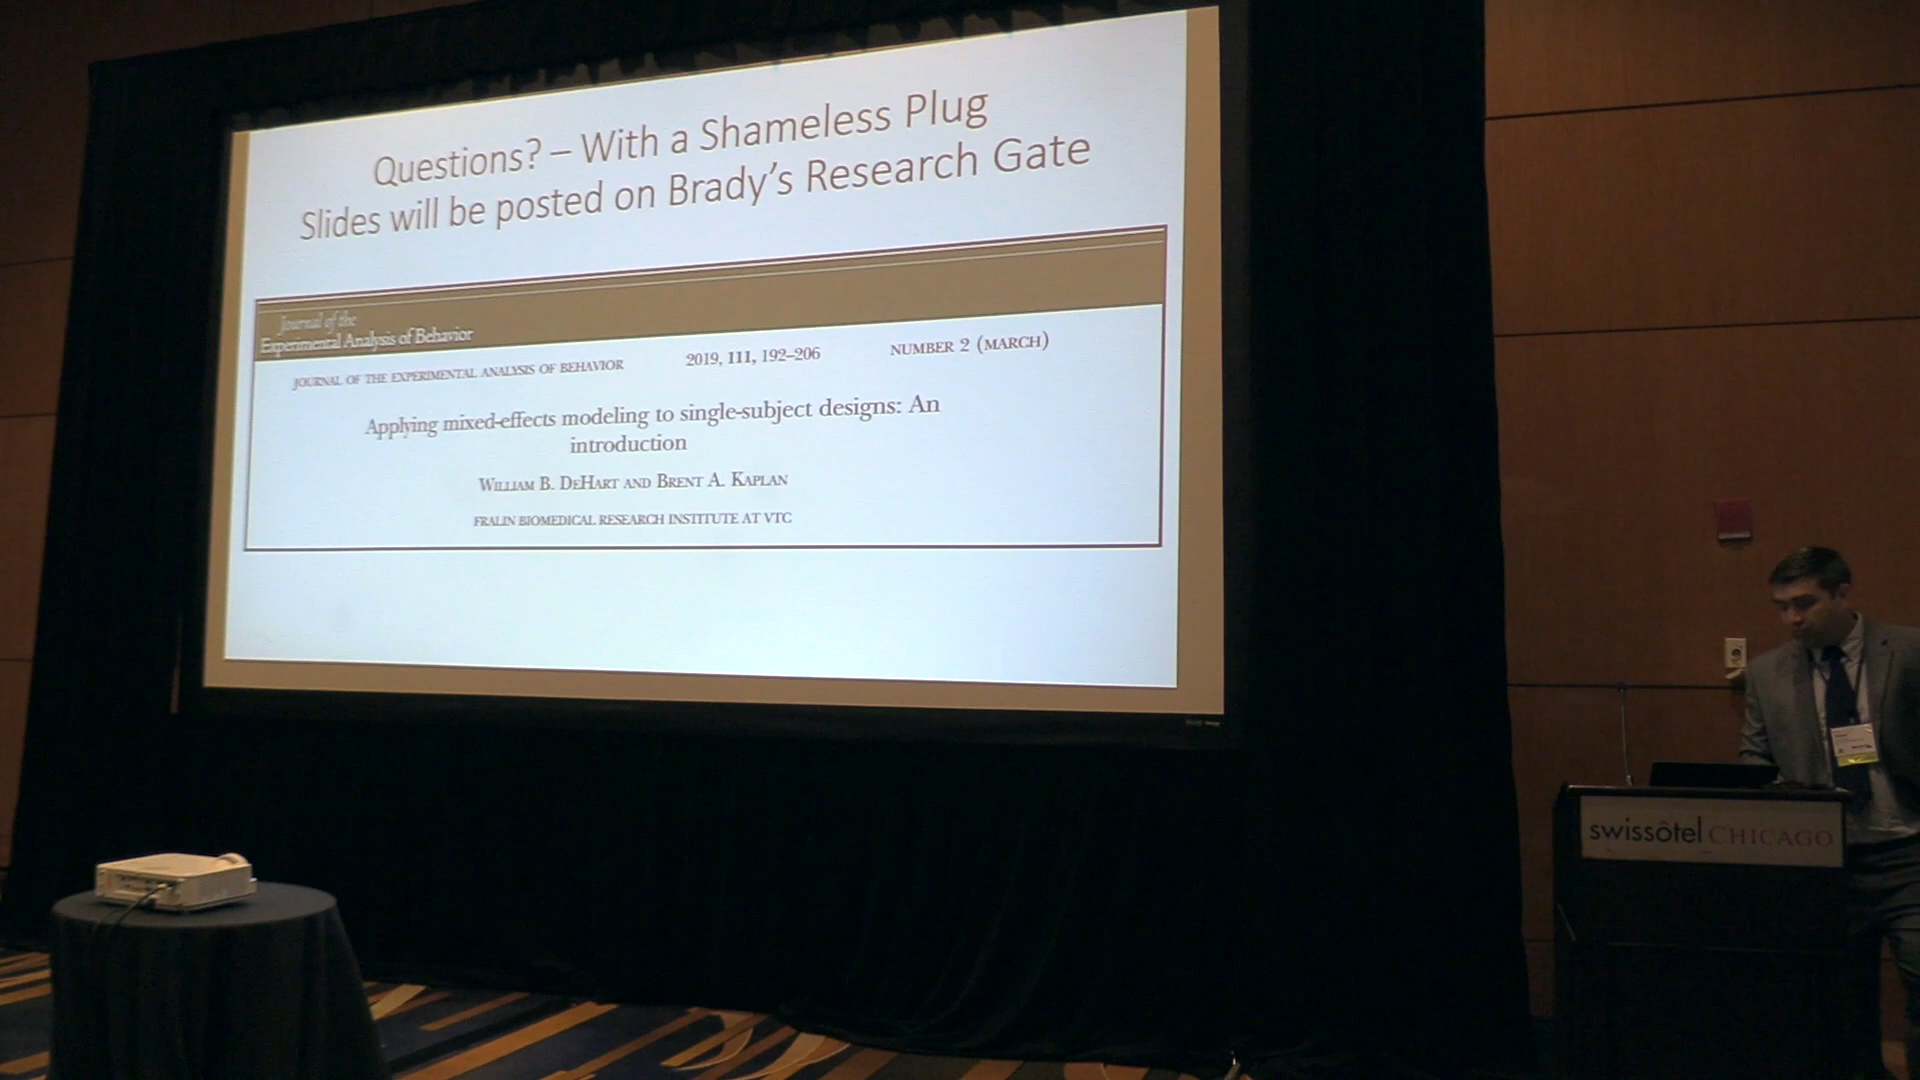 Questions? – With a Shameless Plug
Slides will be posted on Brady's Research Gate
Journal of the
Experimental Analysis of Behavior
JOURNAL OF THE EXPERIMENTAL ANALYSIS OF BEHAVIOR 2019, 111, 192–206 NUMBER 2 (MARCH)
Applying mixed-effects modeling to single-subject designs: An
introduction
WILLIAM B. DEHART AND BRENT A. KAPLAN
FRALIN BIOMEDICAL RESEARCH INSTITUTE AT VTC
swissôtel CHICAGO